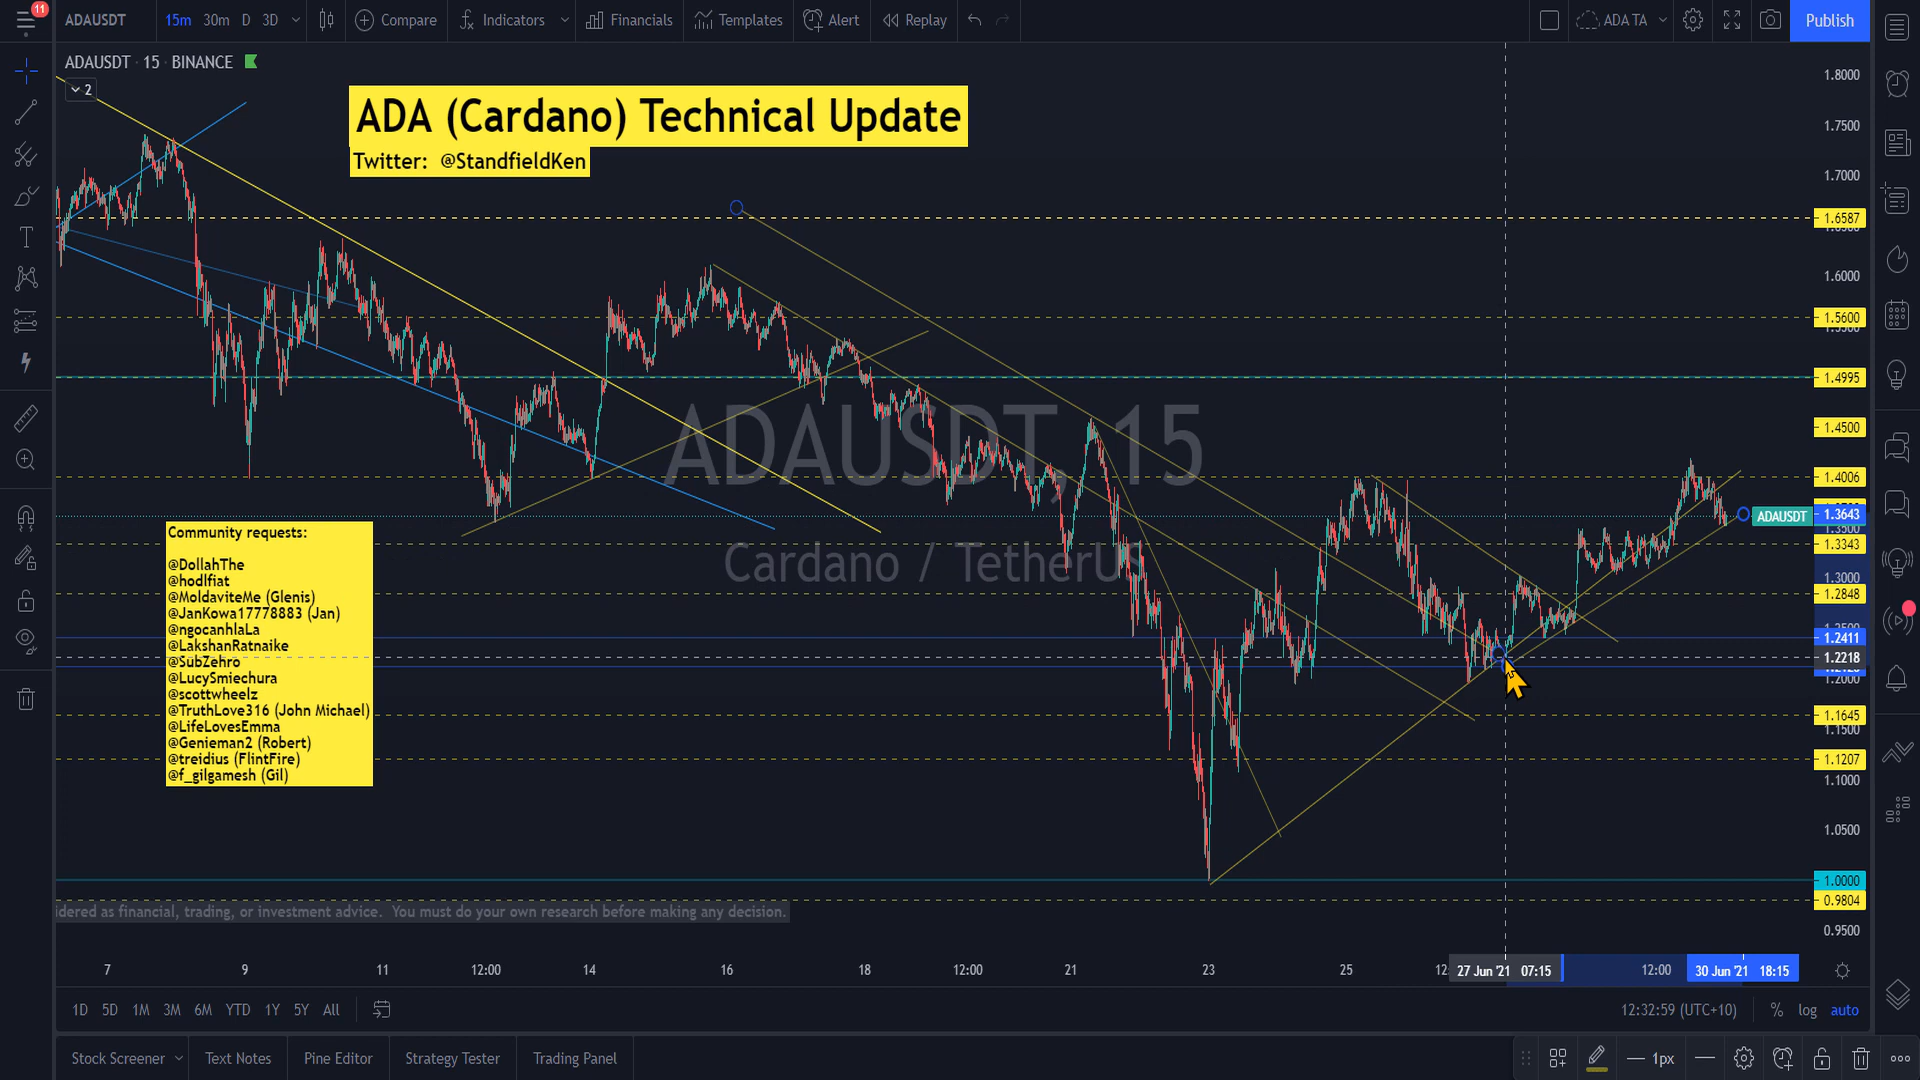 11
ADAUSDT
15m 30m D 3D
Compare
Indicators
Financials
Templates
Alert
Replay
ADA TA
Publish
ADAUSDT · 15 · BINANCE
2
ADA (Cardano) Technical Update
Twitter: @StandfieldKen
ADAUSDT, 15
Cardano / TetherUS
Community requests:
@DollahThe
@hodlfiat
@MoldaviteMe (Glenis)
@JanKowa17778883 (Jan)
@ngocanhlaLa
@LakshanRatnaike
@SubZehro
@LucySmiechura
@scottwheelz
@TruthLove316 (John Michael)
@LifeLovesEmma
@Genieman2 (Robert)
@treidius (FlintFire)
@f_gilgamesh (Gil)
idered as financial, trading, or investment advice. You must do your own research before making any decision.
1.8000
1.7500
1.7000
1.6587
1.6000
1.5600
1.4995
1.4500
1.4006
ADAUSDT 1.3643
1.3500
1.3343
1.3000
1.2848
1.2411
1.2218
1.2000
1.1645
1.1500
1.1207
1.1000
1.0500
1.0000
0.9804
0.9500
7 9 11 12:00 14 16 18 12:00 21 23 25 27 Jun '21 07:15 12:00 30 Jun '21 18:15
1D 5D 1M 3M 6M YTD 1Y 5Y All
12:32:59 (UTC+10)
% log auto
Stock Screener
Text Notes
Pine Editor
Strategy Tester
Trading Panel
1px